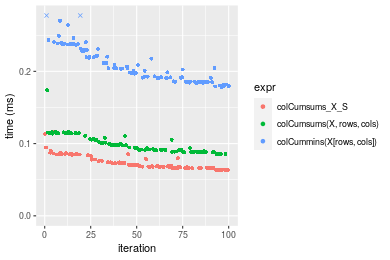 time (ms)
0.2
0.1
0.0
0
25
50
75
100
iteration
expr
colCumsums_X_S
colCumsums(X, rows, cols)
colCummins(X[rows, cols])